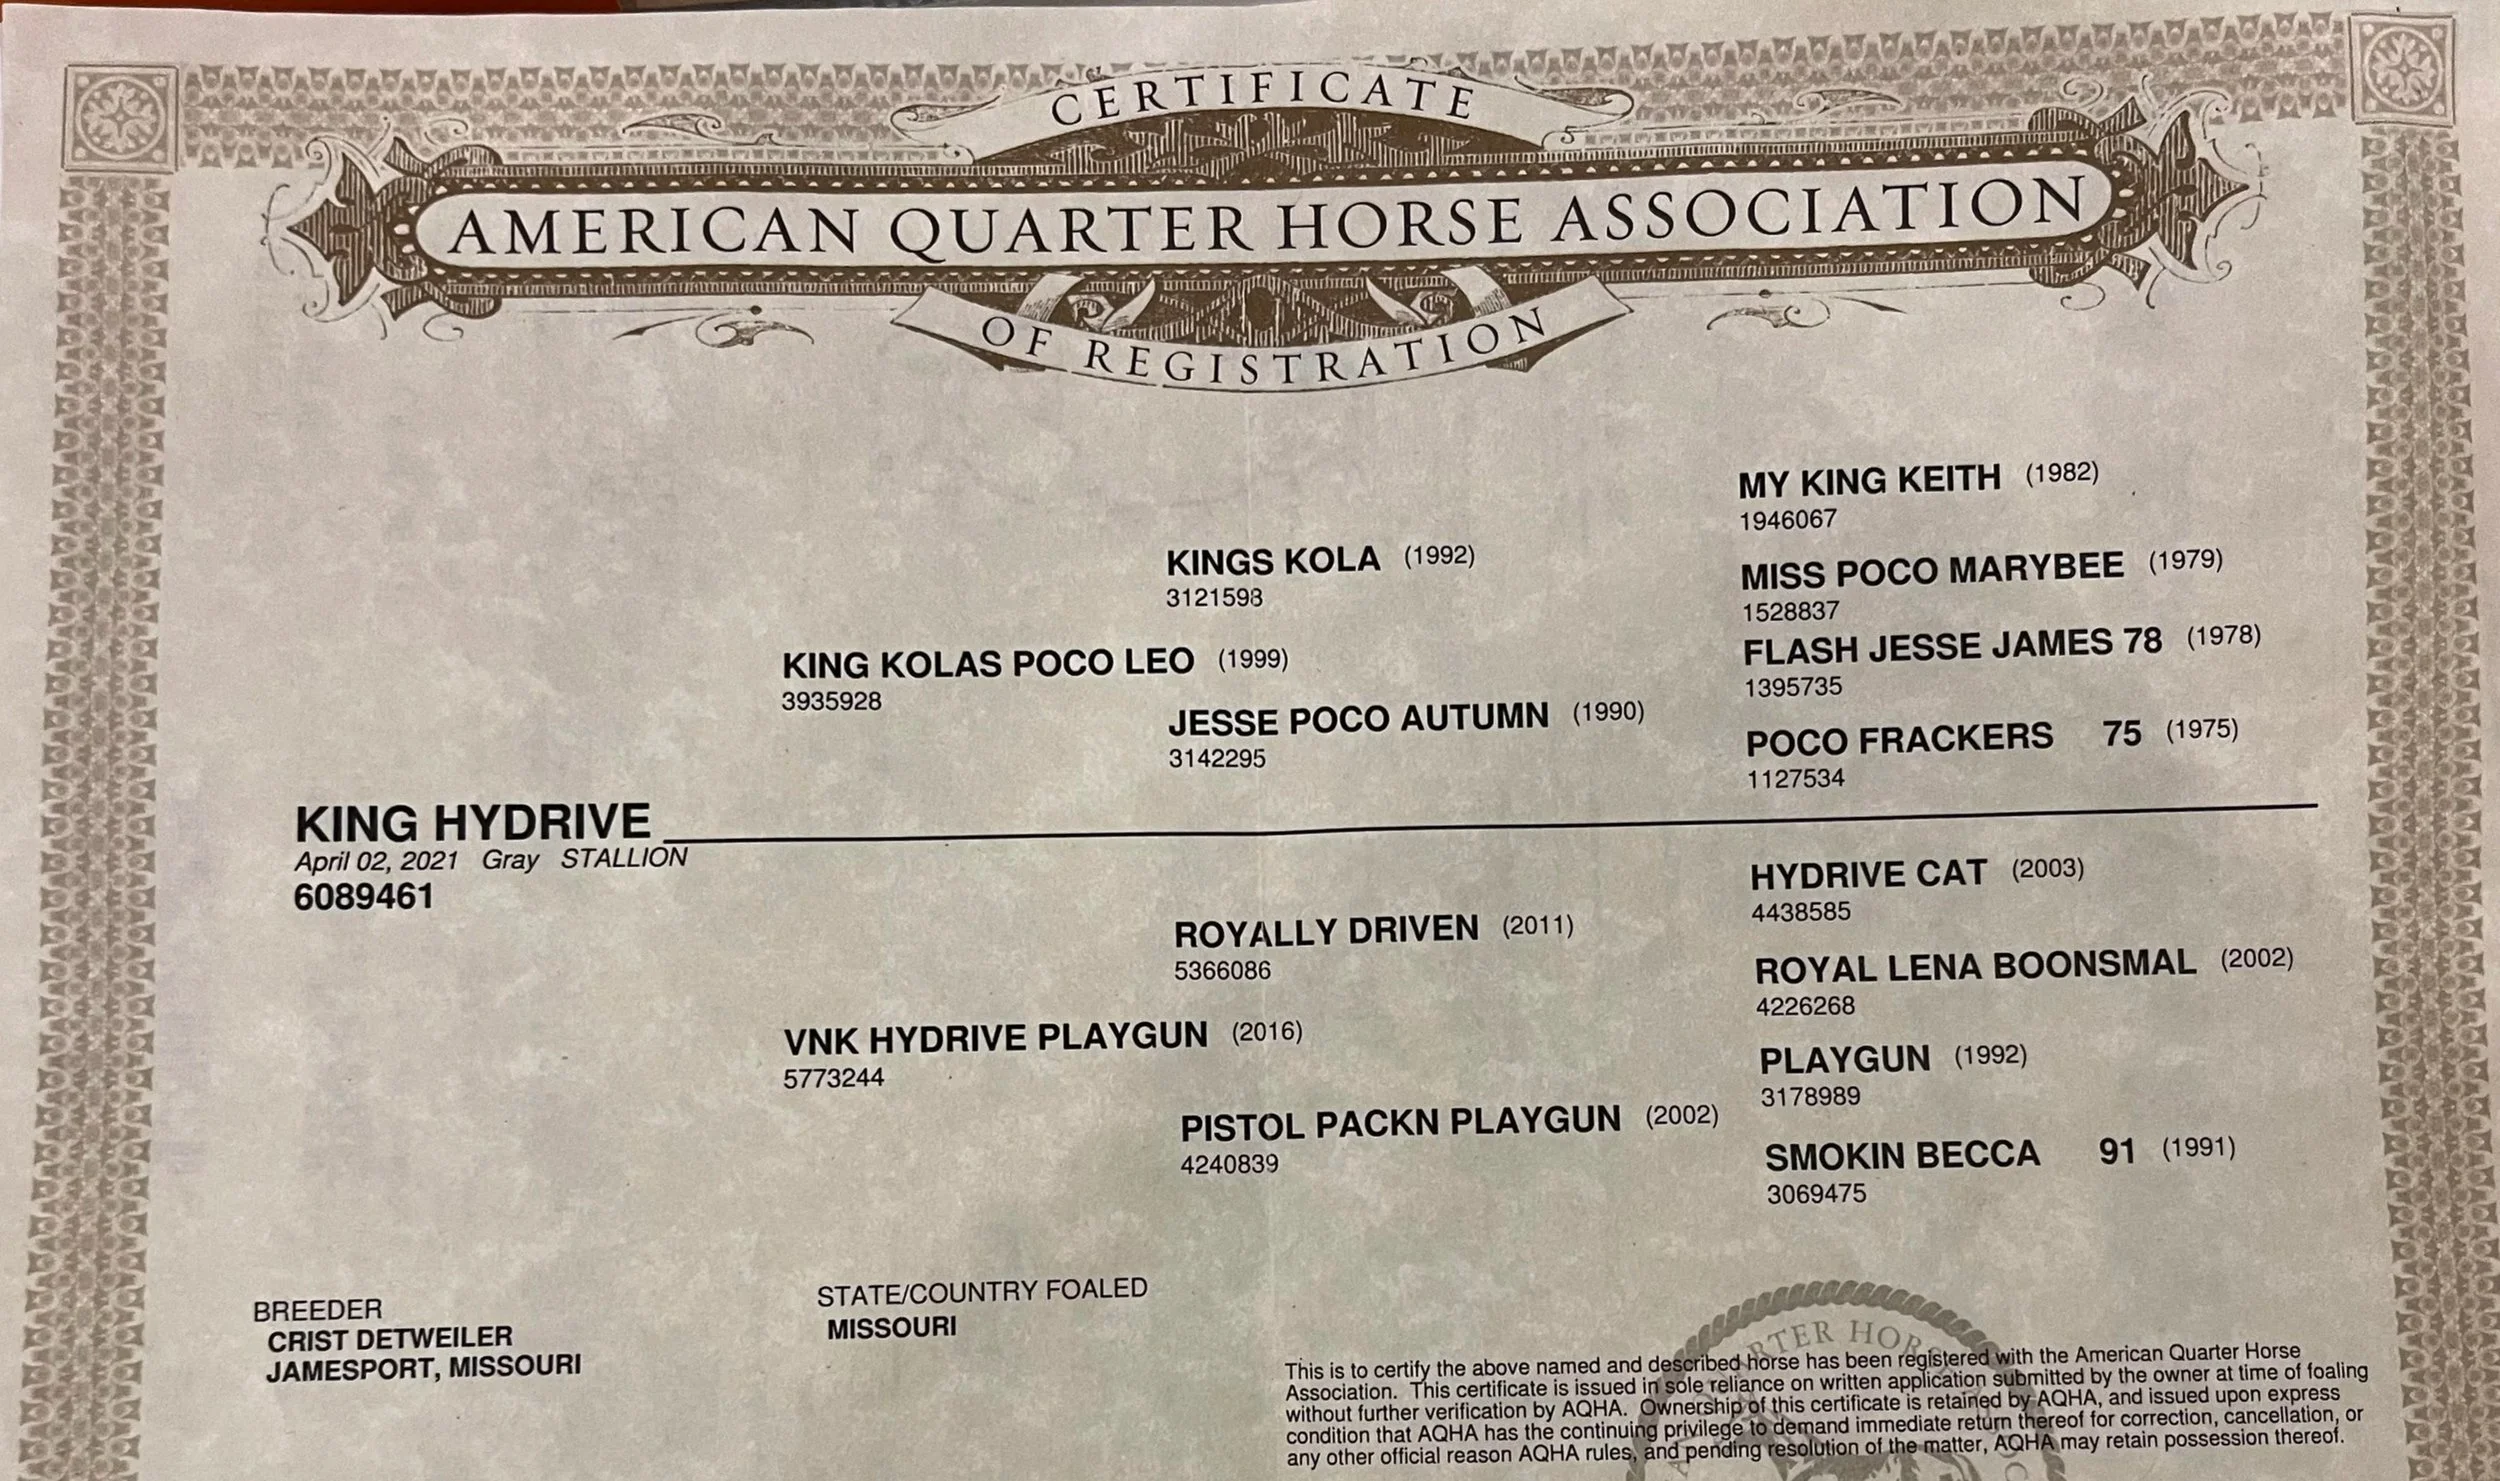 CERTIFICATE
AMERICAN QUARTER HORSE ASSOCIATION
OF REGISTRATION
MY KING KEITH (1982)
1946067
KINGS KOLA (1992)
3121598
MISS POCO MARYBEE (1979)
1528837
KING KOLAS POCO LEO (1999)
3935928
FLASH JESSE JAMES 78 (1978)
1395735
JESSE POCO AUTUMN (1990)
3142295
POCO FRACKERS 75 (1975)
1127534
KING HYDRIVE
April 02, 2021 Gray STALLION
6089461
HYDRIVE CAT (2003)
4438585
ROYALLY DRIVEN (2011)
5366086
ROYAL LENA BOONSMAL (2002)
4226268
VNK HYDRIVE PLAYGUN (2016)
5773244
PLAYGUN (1992)
3178989
PISTOL PACKN PLAYGUN (2002)
4240839
SMOKIN BECCA 91 (1991)
3069475
BREEDER
CRIST DETWEILER
JAMESPORT, MISSOURI
STATE/COUNTRY FOALED
MISSOURI
This is to certify the above named and described horse has been registered with the American Quarter Horse
Association. This certificate is issued in sole reliance on written application submitted by the owner at time of foaling
without further verification by AQHA. Ownership of this certificate is retained by AQHA, and issued upon express
condition that AQHA has the continuing privilege to demand immediate return thereof for correction, cancellation, or
any other official reason AQHA rules, and pending resolution of the matter, AQHA may retain possession thereof.